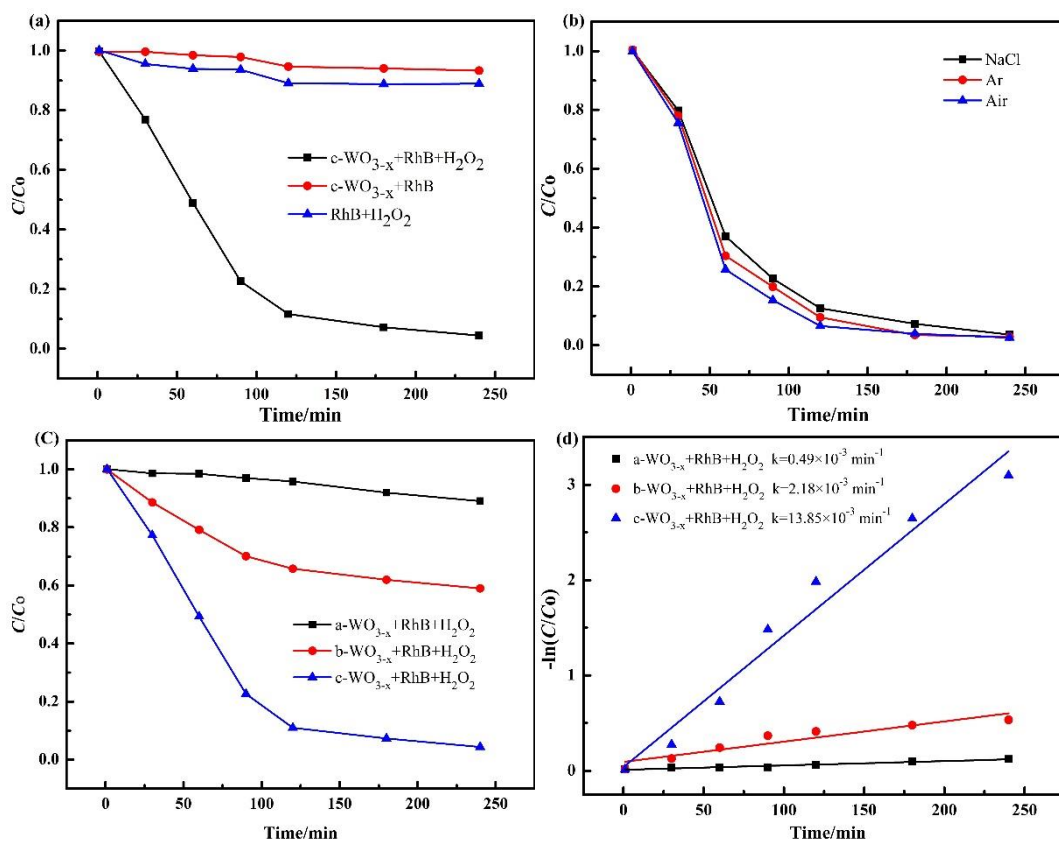 (a)
1.0
0.8
0.6
0.4
0.2
0.0
C/Co
c-WO₃₋ₓ+RhB+H₂O₂
c-WO₃₋ₓ+RhB
RhB+H₂O₂
0 50 100 150 200 250
Time/min
(b)
1.0
0.8
0.6
0.4
0.2
0.0
C/Co
NaCl
Ar
Air
0 50 100 150 200 250
Time/min
(C)
1.0
0.8
0.6
0.4
0.2
0.0
C/Co
a-WO₃₋ₓ+RhB+H₂O₂
b-WO₃₋ₓ+RhB+H₂O₂
c-WO₃₋ₓ+RhB+H₂O₂
0 50 100 150 200 250
Time/min
(d)
a-WO₃₋ₓ+RhB+H₂O₂ k=0.49×10⁻³ min⁻¹
b-WO₃₋ₓ+RhB+H₂O₂ k=2.18×10⁻³ min⁻¹
c-WO₃₋ₓ+RhB+H₂O₂ k=13.85×10⁻³ min⁻¹
3
2
1
0
-ln(C/Co)
0 50 100 150 200 250
Time/min